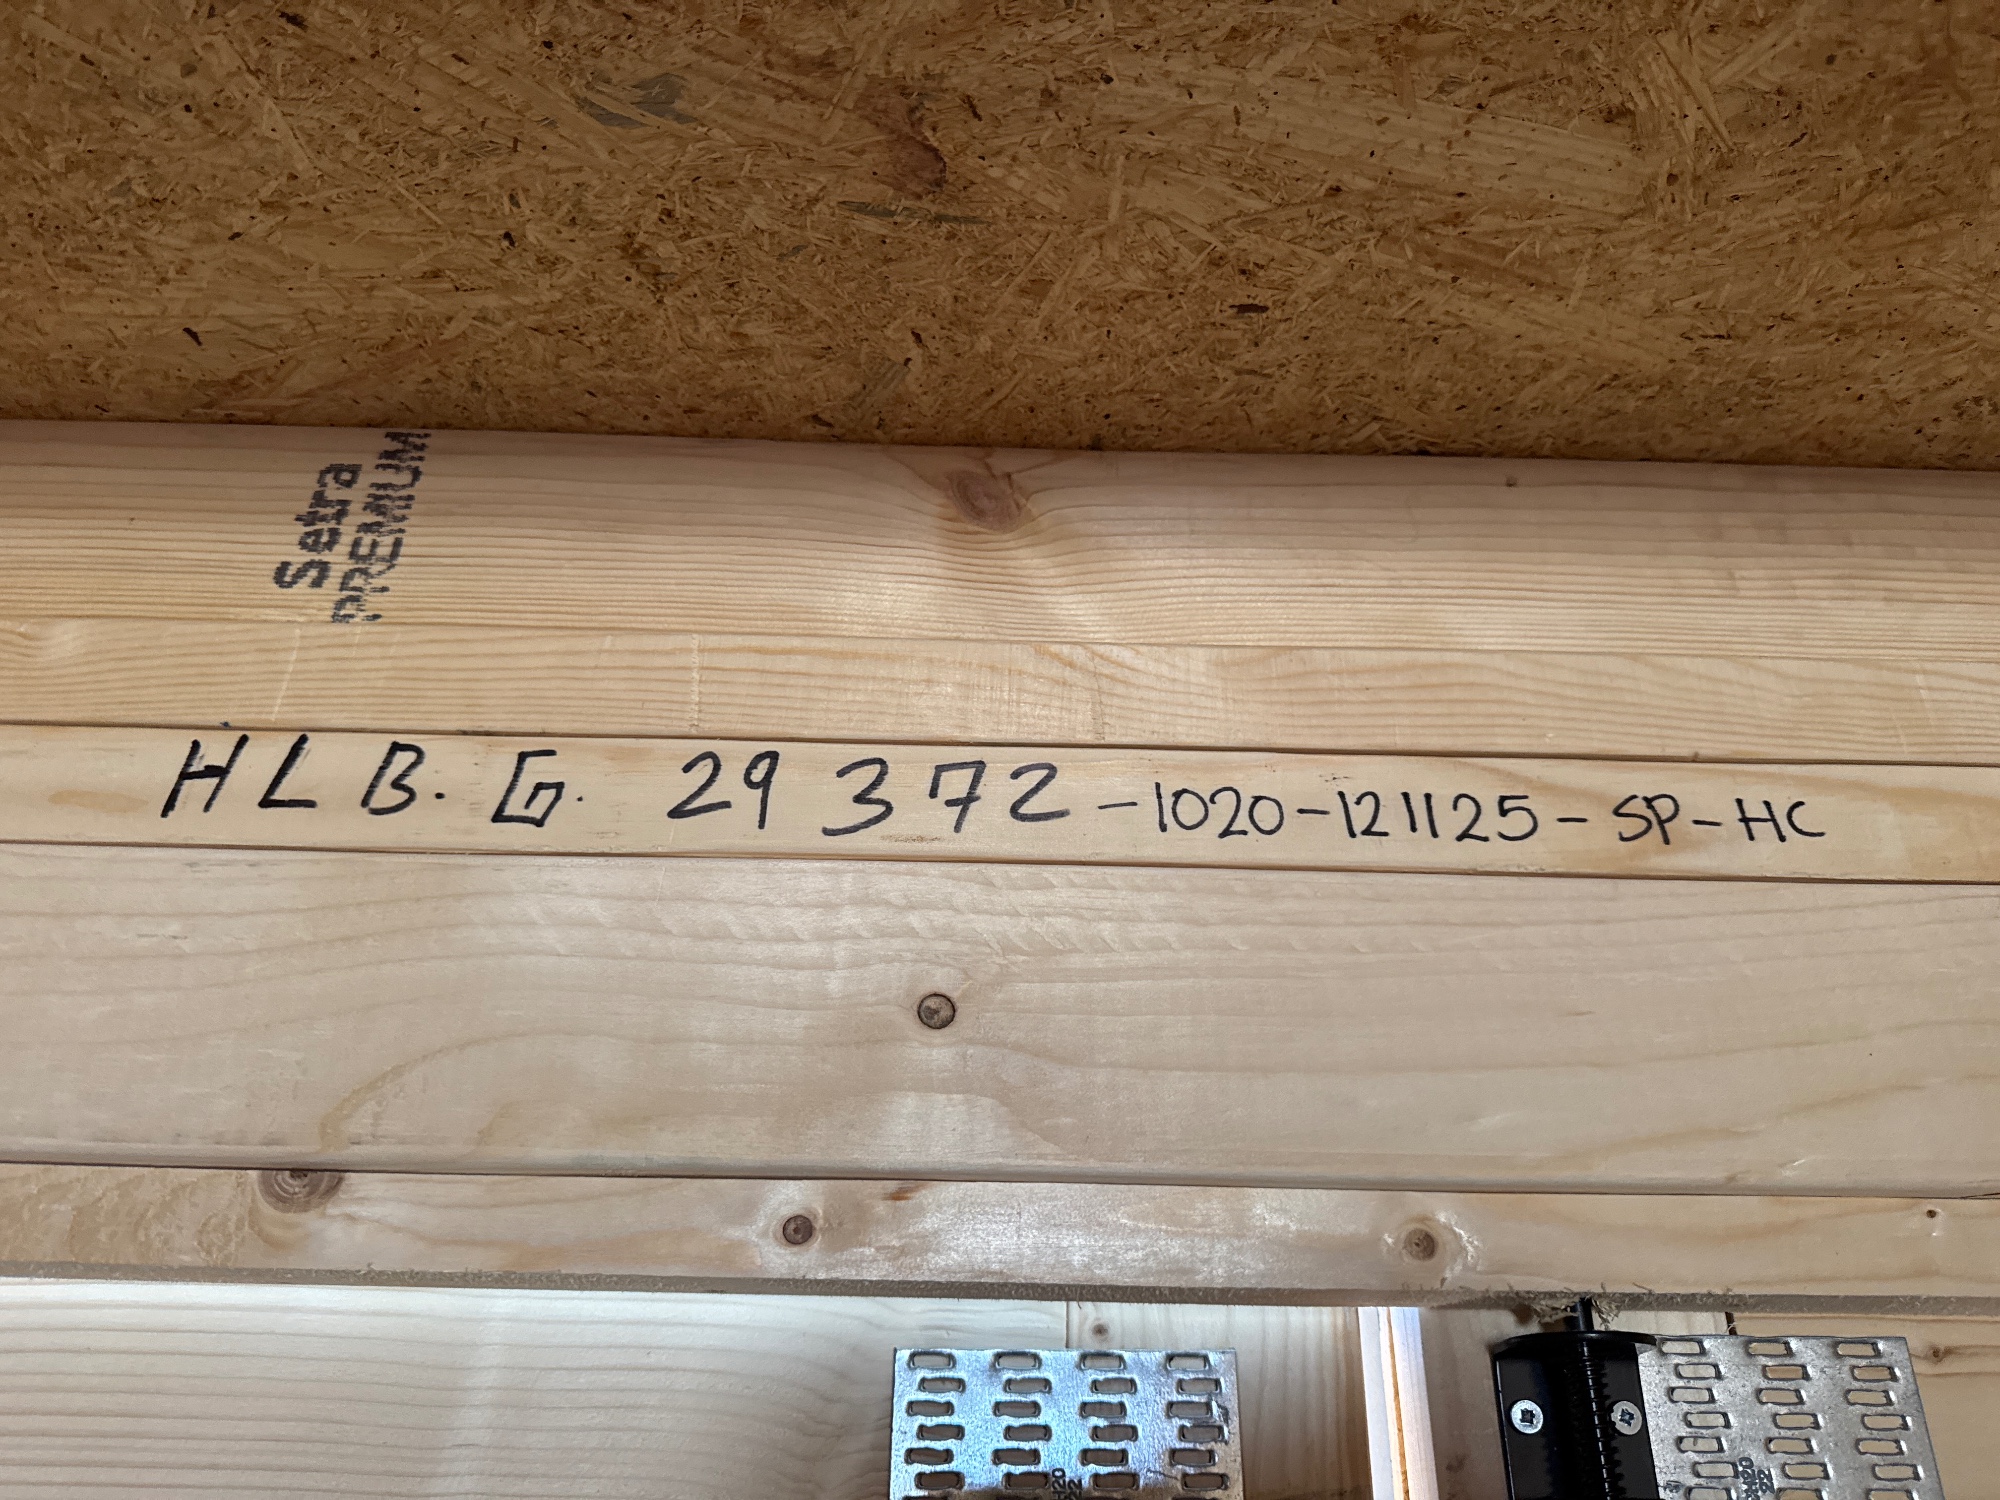 Setra
PREMIUM
HLB. G. 29 372-1020-121125-SP-HC